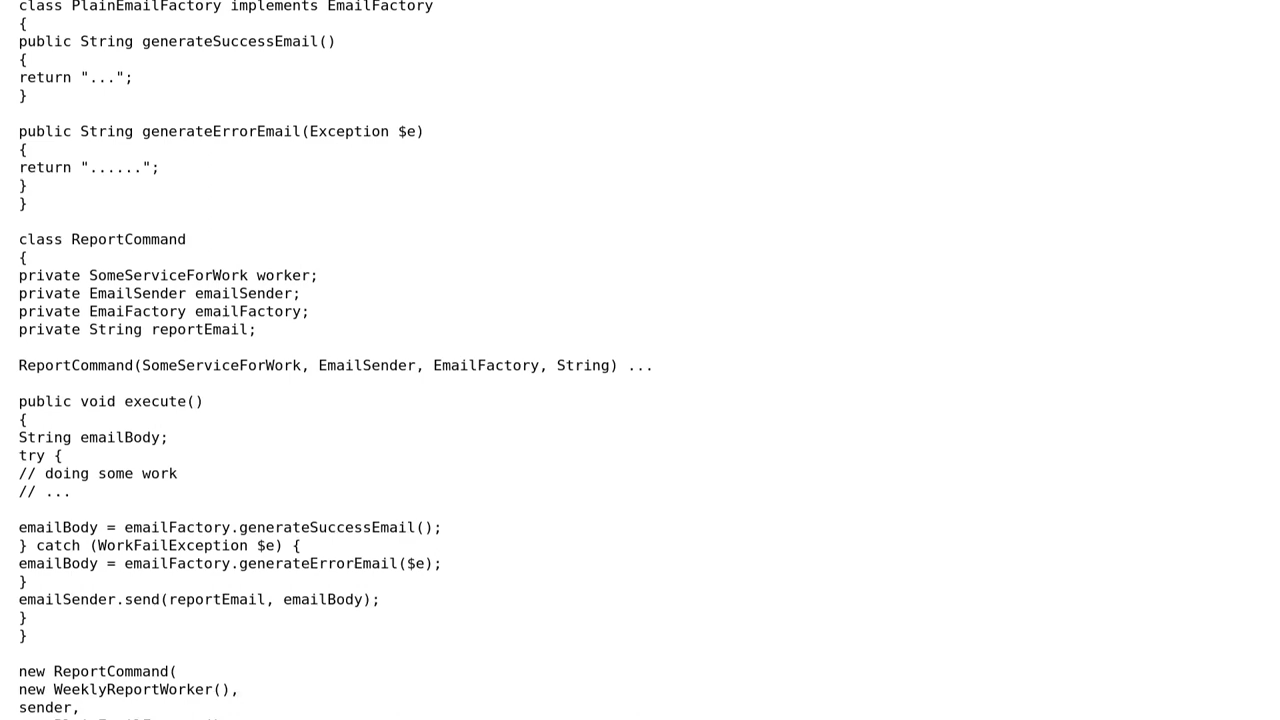 class PlainEmailFactory implements EmailFactory
{
public String generateSuccessEmail()
{
return "...";
}
public String generateErrorEmail(Exception $e)
{
return "......";
}
}
class ReportCommand
{
private SomeServiceForWork worker;
private EmailSender emailSender;
private EmaiFactory emailFactory;
private String reportEmail;
ReportCommand(SomeServiceForWork, EmailSender, EmailFactory, String) ...
public void execute()
{
String emailBody;
try {
// doing some work
// ...
emailBody = emailFactory.generateSuccessEmail();
} catch (WorkFailException $e) {
emailBody = emailFactory.generateErrorEmail($e);
}
emailSender.send(reportEmail, emailBody);
}
}
new ReportCommand(
new WeeklyReportWorker(),
sender,